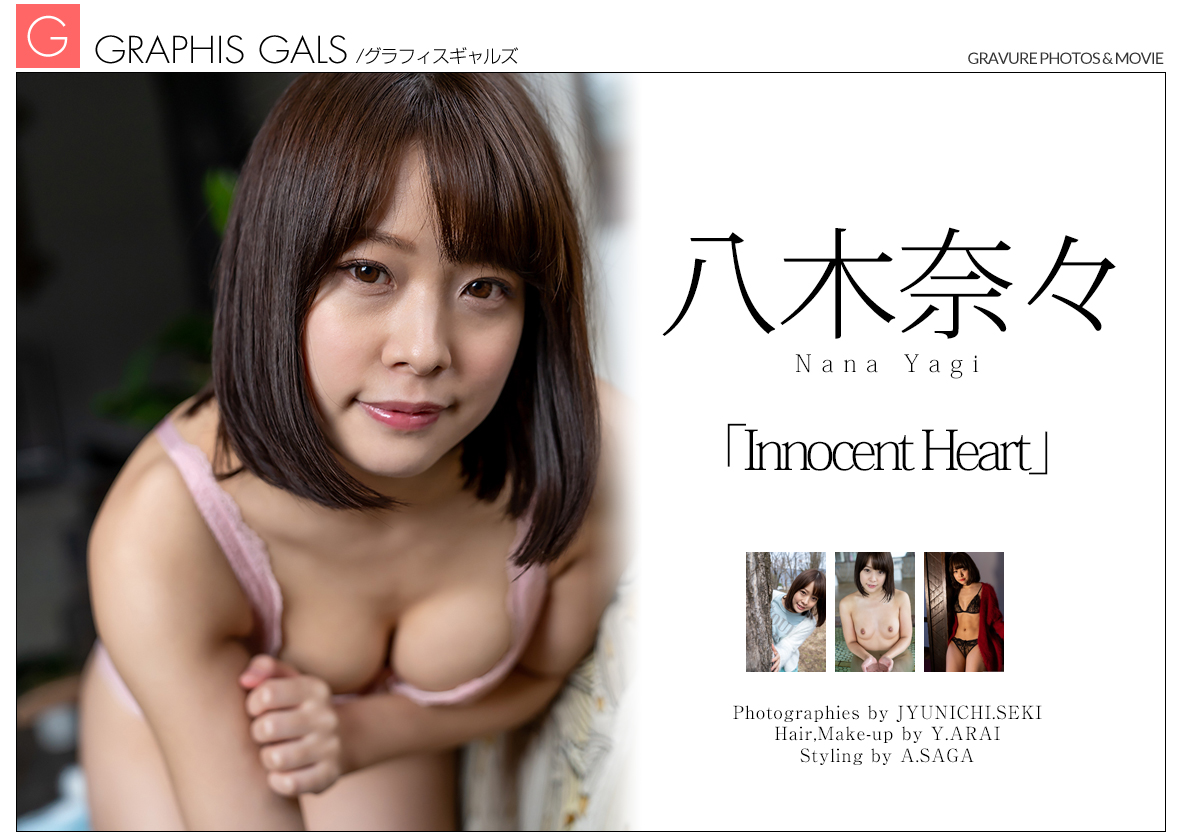 G
GRAPHIS GALS /グラフィスギャルズ
GRAVURE PHOTOS & MOVIE
八木奈々
Nana Yagi
「Innocent Heart」
Photographies by JYUNICHI.SEKI
Hair,Make-up by Y.ARAI
Styling by A.SAGA